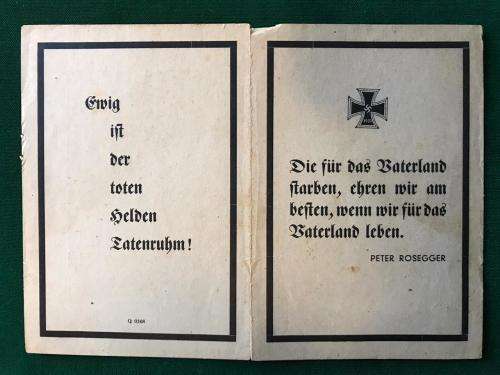 Ewig
ist
der
toten
Helden
Tatenruhm!
Q 0368
Die für das Vaterland
starben, ehren wir am
besten, wenn wir für das
Vaterland leben.
PETER ROSEGGER